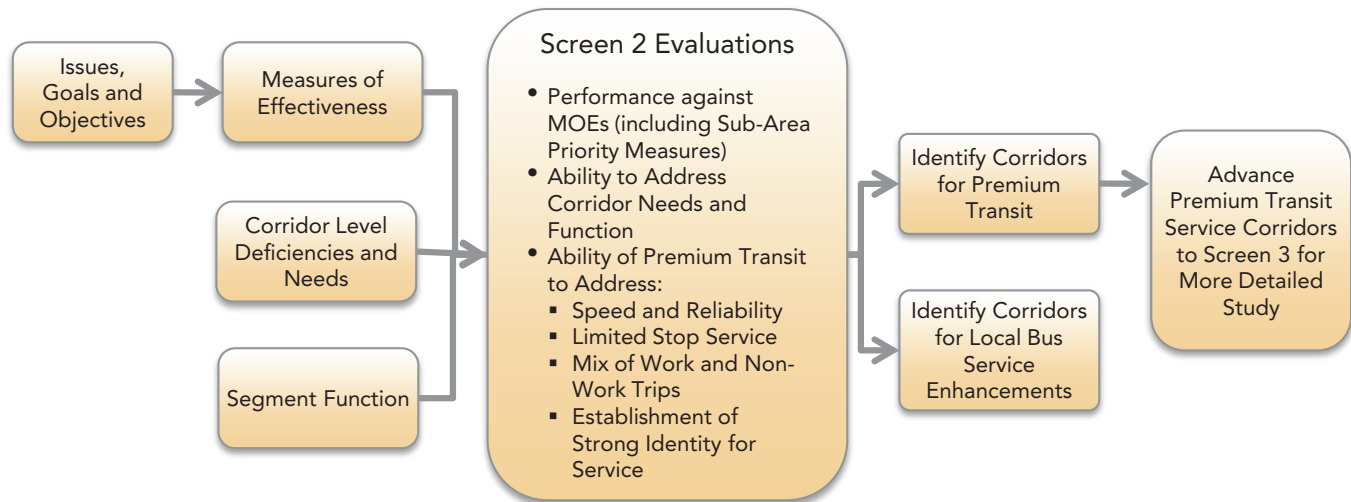 Issues,
Goals and
Objectives
Measures of
Effectiveness
Corridor Level
Deficiencies and
Needs
Segment Function
Screen 2 Evaluations
• Performance against
MOEs (including Sub-Area
Priority Measures)
• Ability to Address
Corridor Needs and
Function
• Ability of Premium Transit
to Address:
▪ Speed and Reliability
▪ Limited Stop Service
▪ Mix of Work and Non-
Work Trips
▪ Establishment of
Strong Identity for
Service
Identify Corridors
for Premium
Transit
Identify Corridors
for Local Bus
Service
Enhancements
Advance
Premium Transit
Service Corridors
to Screen 3 for
More Detailed
Study